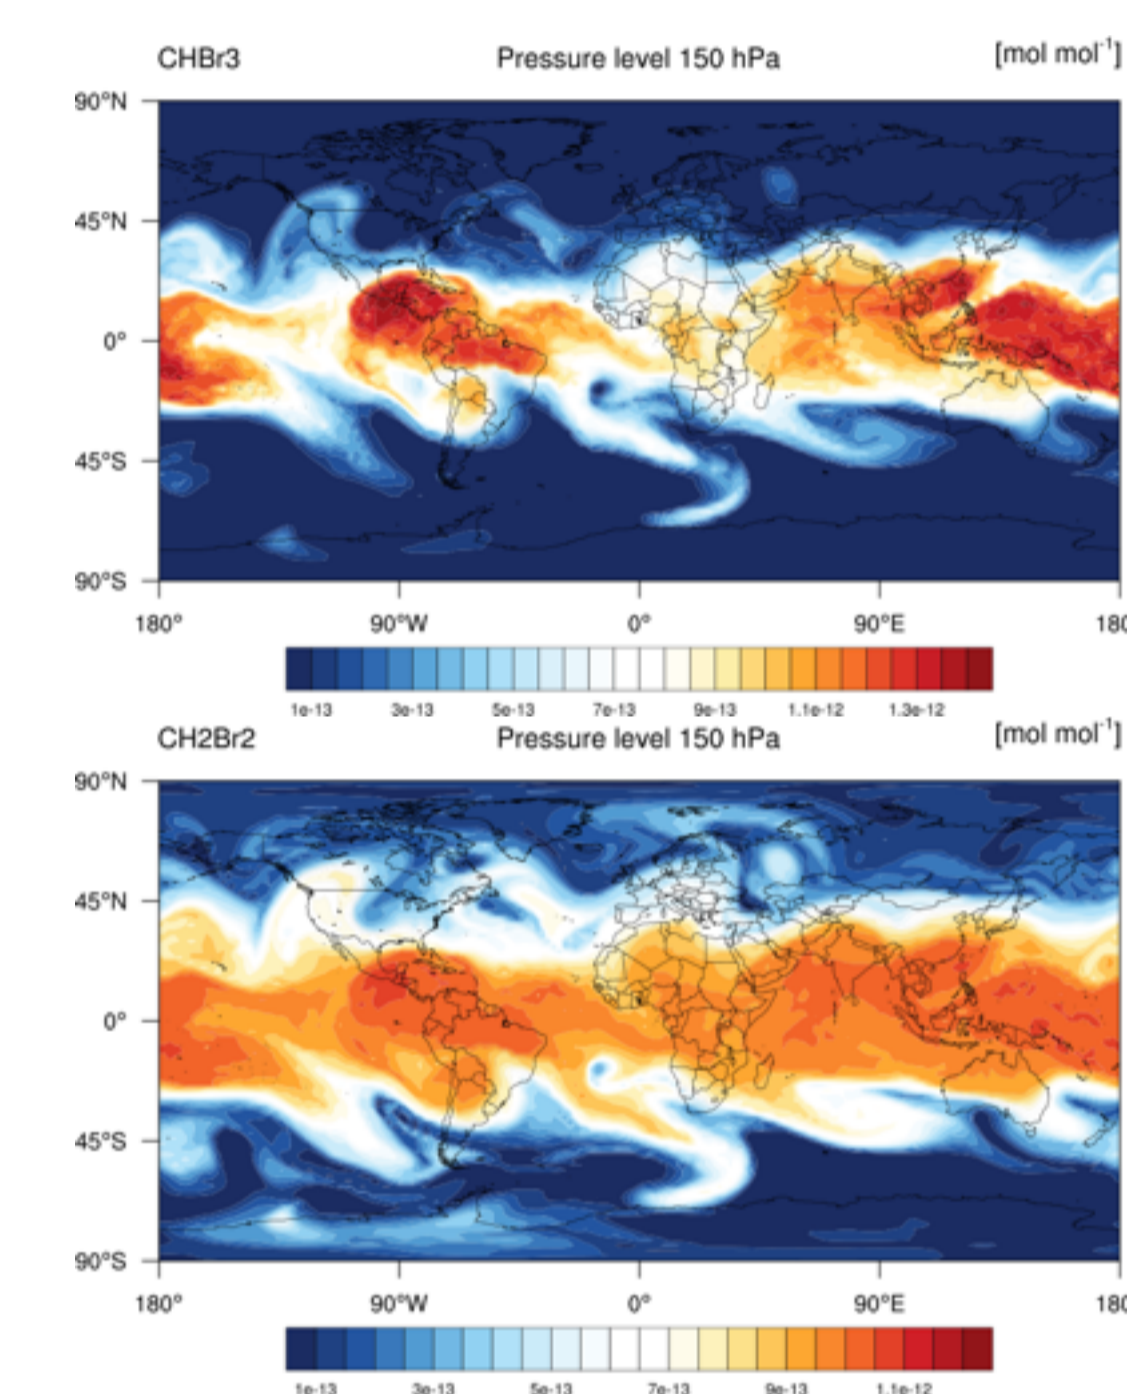 CHBr3 Pressure level 150 hPa [mol mol-1]
90°N
45°N
0°
45°S
90°S
180° 90°W 0° 90°E 180
1e-13 3e-13 5e-13 7e-13 9e-13 1.1e-12 1.3e-12
CH2Br2 Pressure level 150 hPa [mol mol-1]
90°N
45°N
0°
45°S
90°S
180° 90°W 0° 90°E 180
1e-13 3e-13 5e-13 7e-13 9e-13 1.1e-12